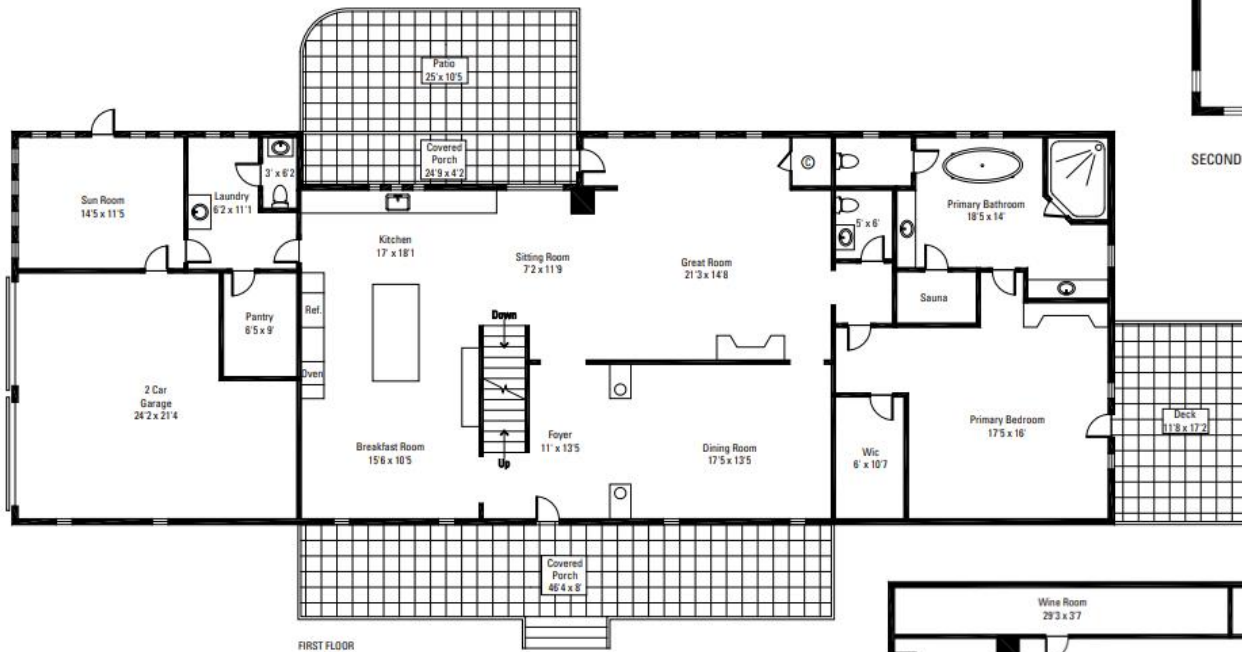 Patio
25' x 10'5
SECOND
Covered
Porch
24'9 x 4'2
Sun Room
14'5 x 11'5
Laundry
6'2 x 11'1
3' x 6'2
Kitchen
17' x 18'1
Sitting Room
7'2 x 11'9
Great Room
21'3 x 14'8
C
5' x 6'
Primary Bathroom
18'5 x 14'
Sauna
Pantry
6'5 x 9'
Ref.
Oven
Down
2 Car
Garage
24'2 x 21'4
Breakfast Room
15'6 x 10'5
Up
Foyer
11' x 13'5
Dining Room
17'5 x 13'5
Wic
6' x 10'7
Primary Bedroom
17'5 x 16'
Deck
11'8 x 17'2
Covered
Porch
46'4 x 8'
FIRST FLOOR
Wine Room
29'3 x 3'7